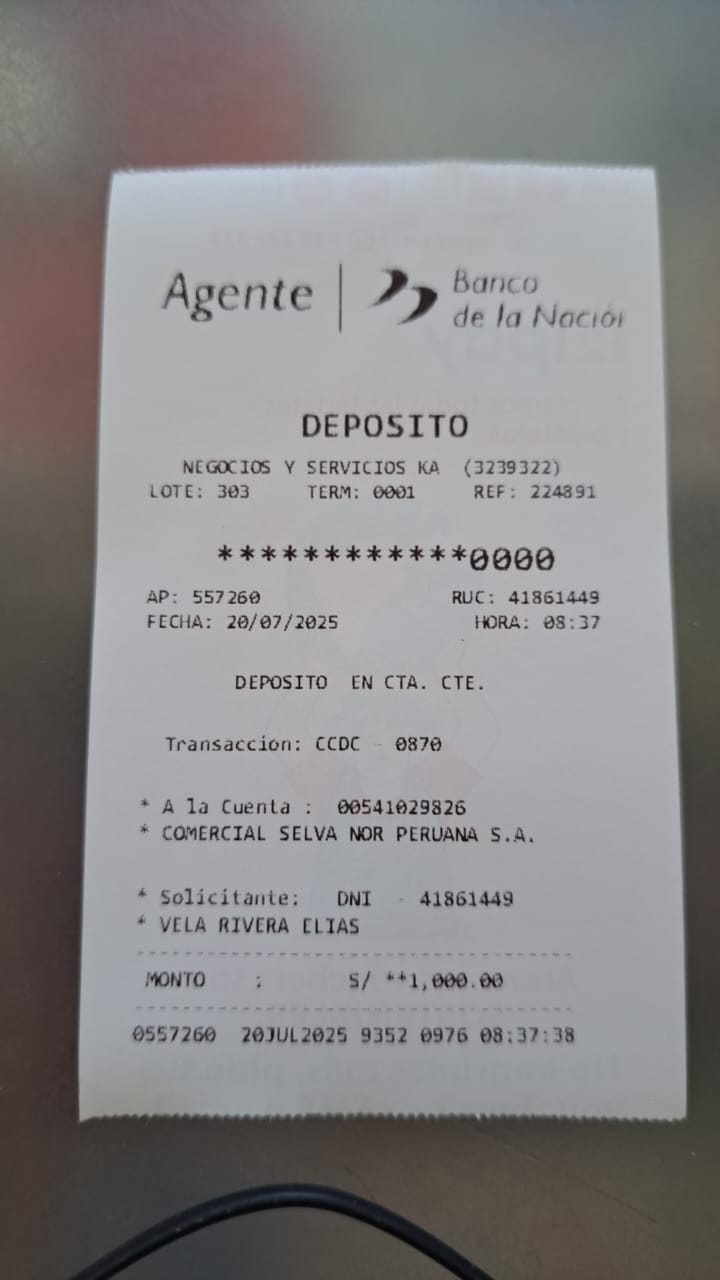 Agente | Banco
de la Nación
DEPOSITO
NEGOCIOS Y SERVICIOS KA (3239322)
LOTE: 303 TERM: 0001 REF: 224891
************0000
AP: 557260 RUC: 41861449
FECHA: 20/07/2025 HORA: 08:37
DEPOSITO EN CTA. CTE.
Transaccion: CCDC - 0870
* A la Cuenta : 00541029826
* COMERCIAL SELVA NOR PERUANA S.A.
* Solicitante: DNI - 41861449
* VELA RIVERA ELIAS
MONTO : S/ **1,000.00
0557260 20JUL2025 9352 0976 08:37:38